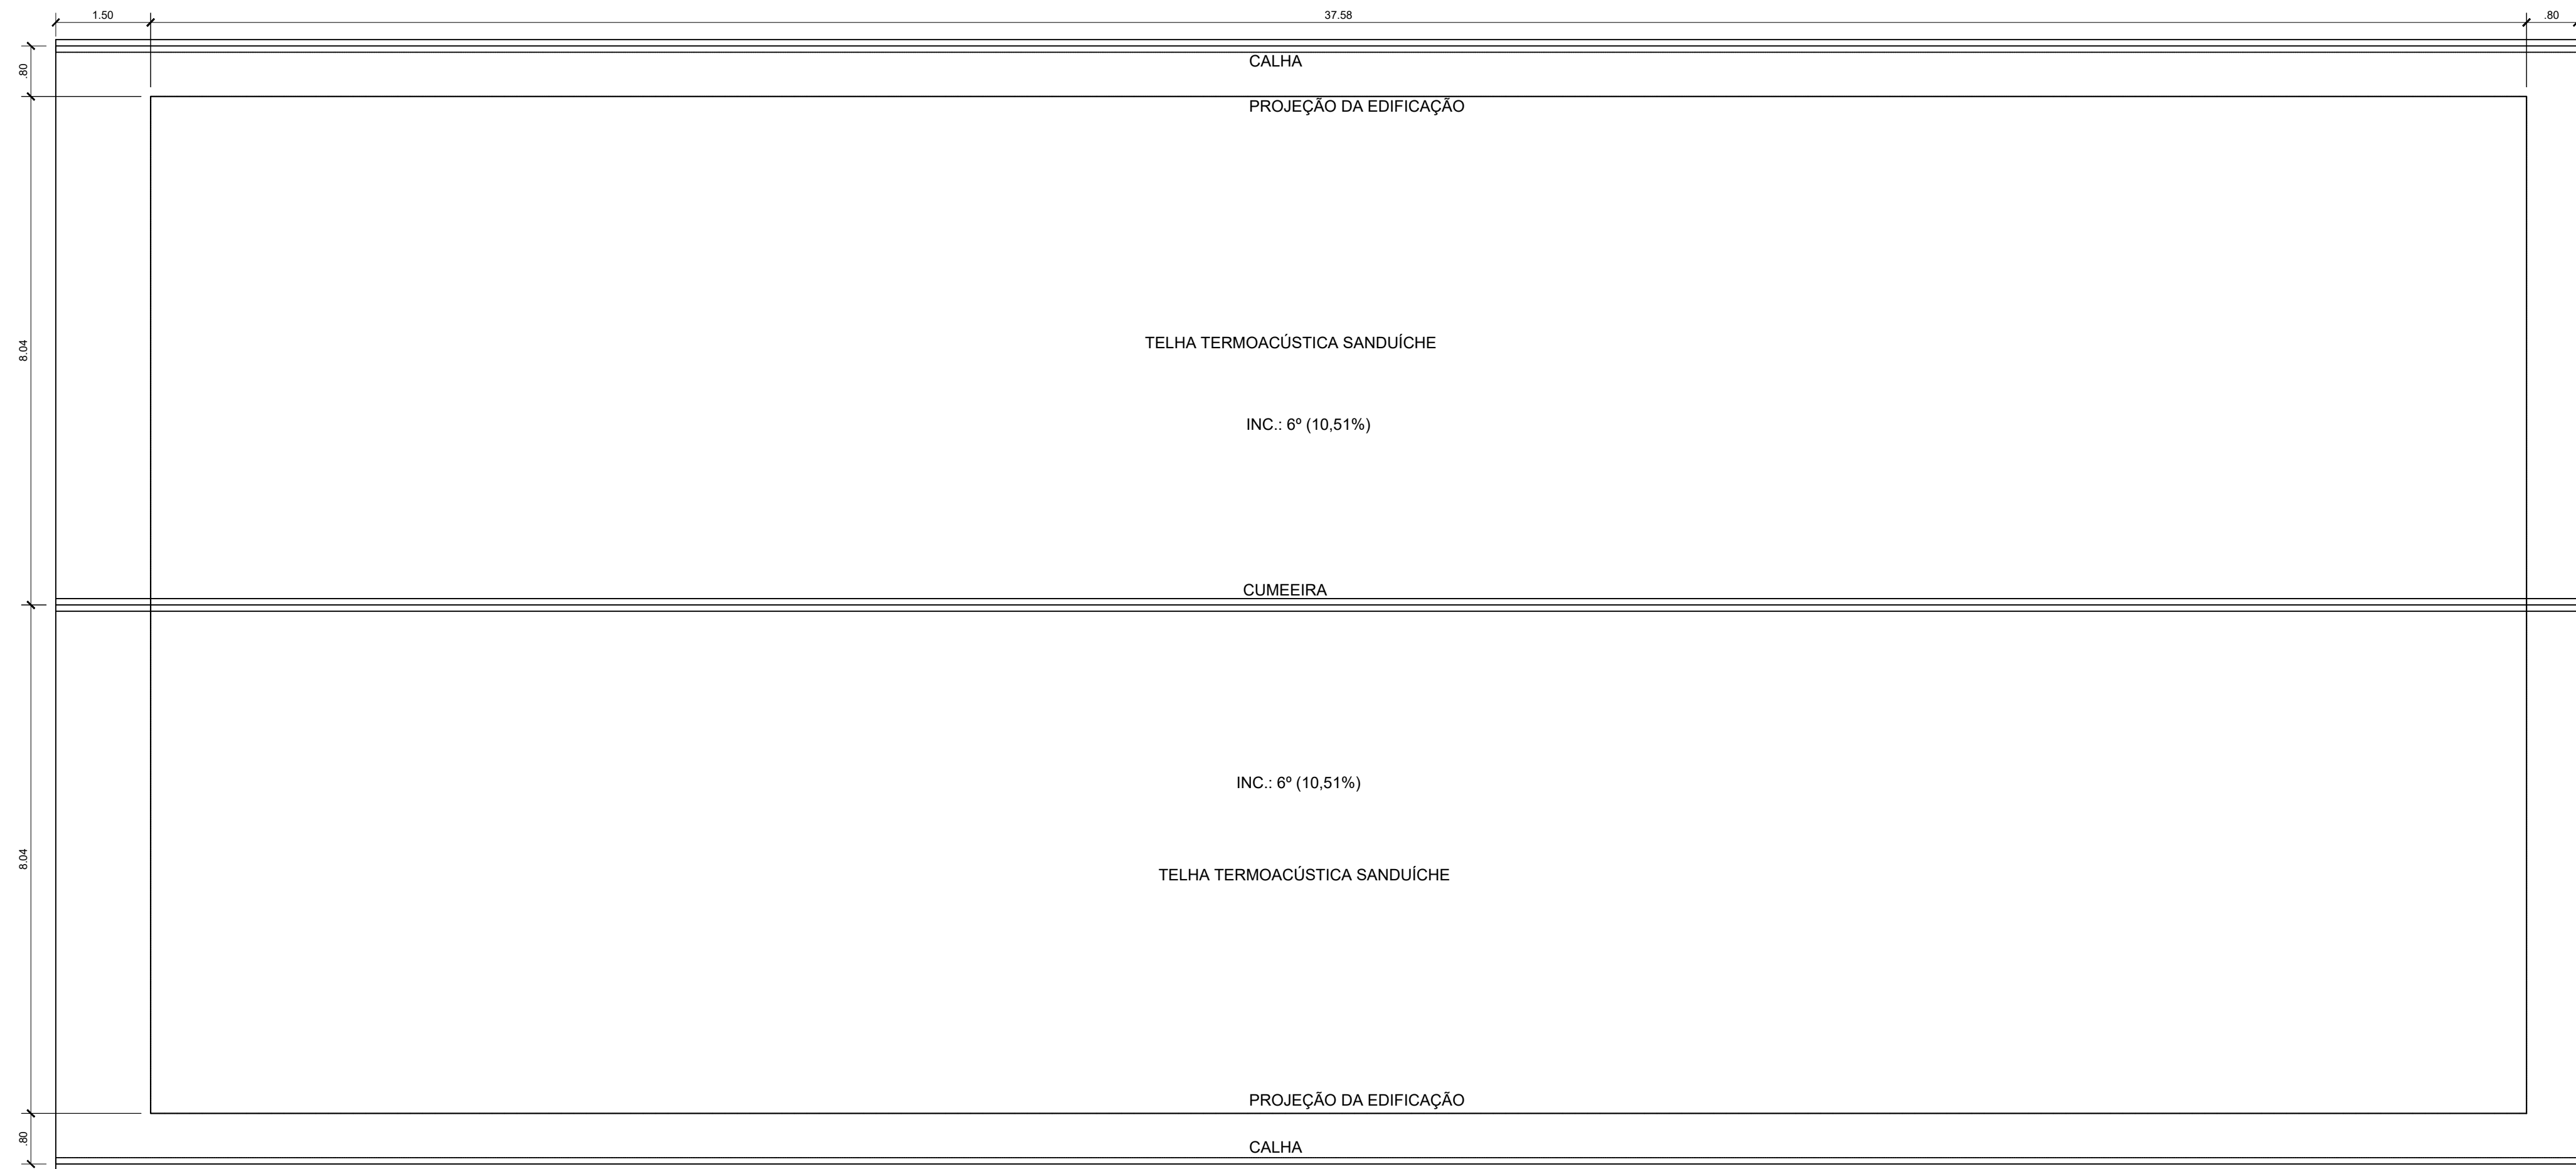 1.50
37.58
.80
.80
CALHA
PROJEÇÃO DA EDIFICAÇÃO
8.04
TELHA TERMOACÚSTICA SANDUÍCHE
INC.: 6º (10,51%)
CUMEEIRA
INC.: 6º (10,51%)
8.04
TELHA TERMOACÚSTICA SANDUÍCHE
PROJEÇÃO DA EDIFICAÇÃO
.80
CALHA